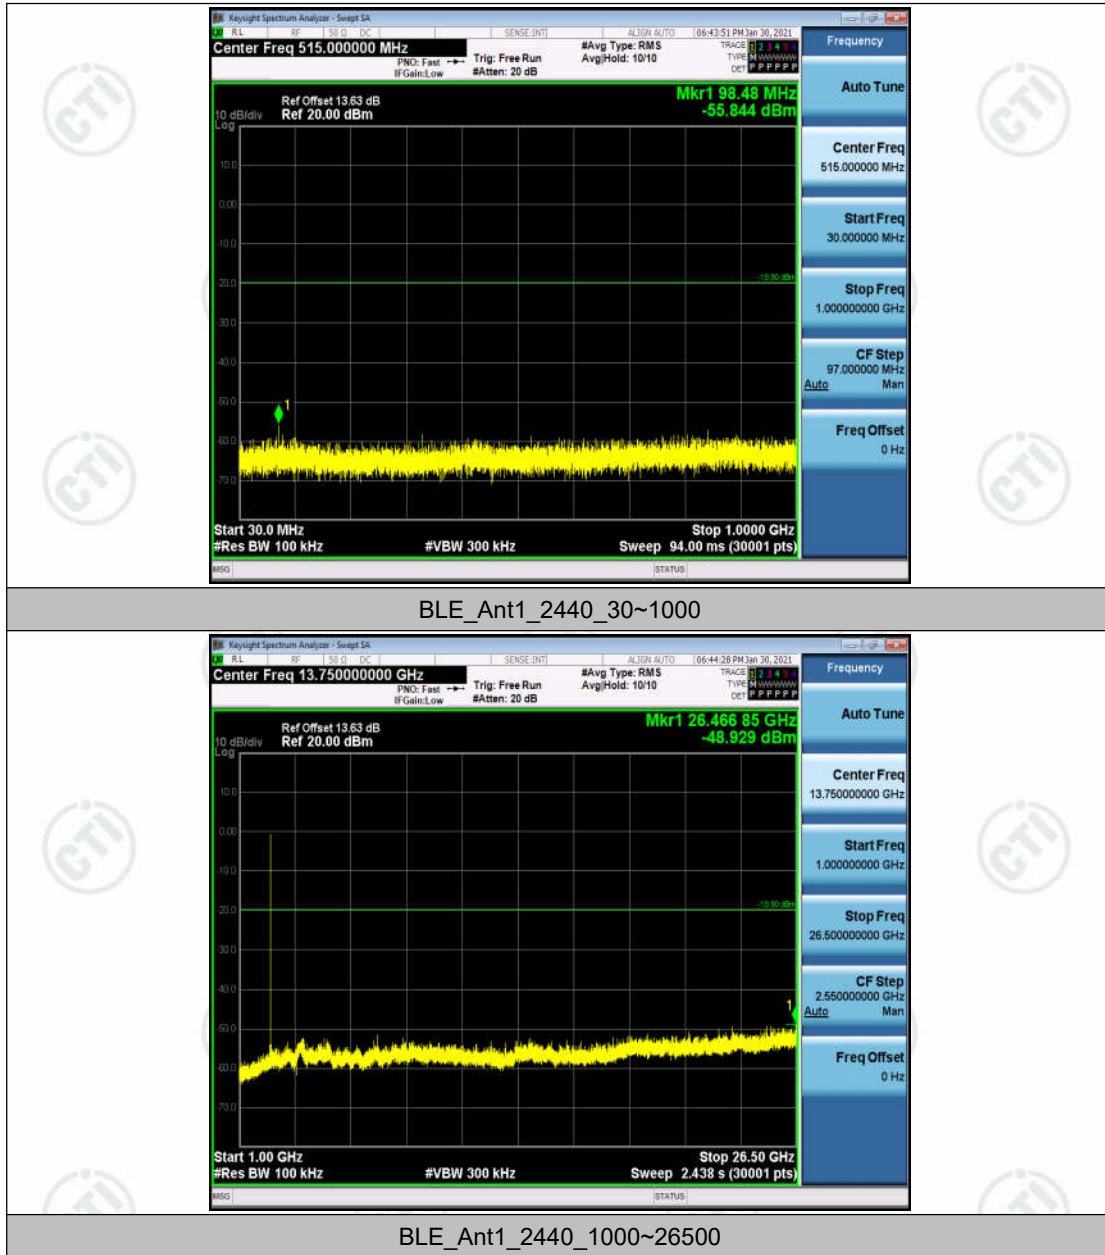 Keysight Spectrum Analyzer - Swept SA
RL RF 50 Ω DC SENSE:INT ALIGN AUTO 06:43:51 PM Jan 30, 2021
Center Freq 515.000000 MHz
PNO: Fast
IFGain:Low
Trig: Free Run
#Atten: 20 dB
#Avg Type: RMS
Avg|Hold: 10/10
TRACE 1 2 3 4 5 6
TYPE M WWWWW
DET P P P P P P
Mkr1 98.48 MHz
-55.844 dBm
Ref Offset 13.63 dB
10 dB/div Ref 20.00 dBm
Log
10.0
0.00
-10.0
-19.90 dBm
-20.0
-30.0
-40.0
-50.0
1
-60.0
-70.0
Start 30.0 MHz Stop 1.0000 GHz
#Res BW 100 kHz #VBW 300 kHz Sweep 94.00 ms (30001 pts)
MSG STATUS
Frequency
Auto Tune
Center Freq
515.000000 MHz
Start Freq
30.000000 MHz
Stop Freq
1.000000000 GHz
CF Step
97.000000 MHz
Auto Man
Freq Offset
0 Hz
BLE_Ant1_2440_30~1000
Keysight Spectrum Analyzer - Swept SA
RL RF 50 Ω DC SENSE:INT ALIGN AUTO 06:44:28 PM Jan 30, 2021
Center Freq 13.750000000 GHz
PNO: Fast
IFGain:Low
Trig: Free Run
#Atten: 20 dB
#Avg Type: RMS
Avg|Hold: 10/10
TRACE 1 2 3 4 5 6
TYPE M WWWWW
DET P P P P P P
Mkr1 26.466 85 GHz
-48.929 dBm
Ref Offset 13.63 dB
10 dB/div Ref 20.00 dBm
Log
10.0
0.00
-10.0
-19.90 dBm
-20.0
-30.0
-40.0
1
-50.0
-60.0
-70.0
Start 1.00 GHz Stop 26.50 GHz
#Res BW 100 kHz #VBW 300 kHz Sweep 2.438 s (30001 pts)
MSG STATUS
Frequency
Auto Tune
Center Freq
13.750000000 GHz
Start Freq
1.000000000 GHz
Stop Freq
26.500000000 GHz
CF Step
2.550000000 GHz
Auto Man
Freq Offset
0 Hz
BLE_Ant1_2440_1000~26500
CTI
CTI
CTI
CTI
CTI
CTI